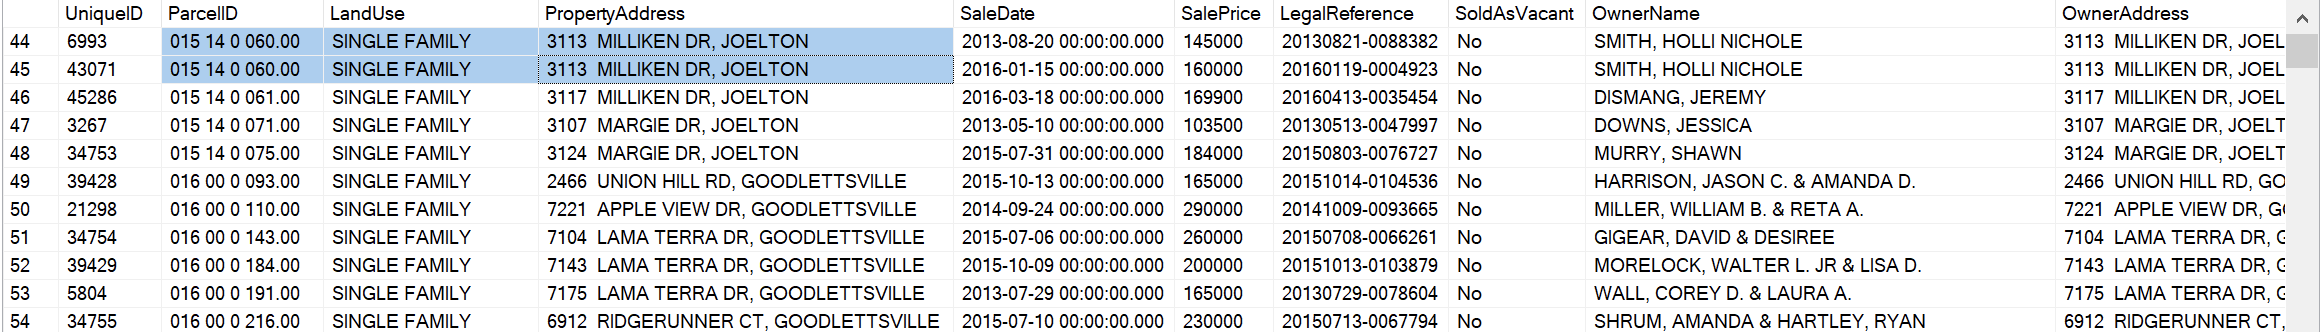 UniqueID ParcelID LandUse PropertyAddress SaleDate SalePrice LegalReference SoldAsVacant OwnerName OwnerAddress
44 6993 015 14 0 060.00 SINGLE FAMILY 3113  MILLIKEN DR, JOELTON 2013-08-20 00:00:00.000 145000 20130821-0088382 No SMITH, HOLLI NICHOLE 3113  MILLIKEN DR, JOEL
45 43071 015 14 0 060.00 SINGLE FAMILY 3113  MILLIKEN DR, JOELTON 2016-01-15 00:00:00.000 160000 20160119-0004923 No SMITH, HOLLI NICHOLE 3113  MILLIKEN DR, JOEL
46 45286 015 14 0 061.00 SINGLE FAMILY 3117  MILLIKEN DR, JOELTON 2016-03-18 00:00:00.000 169900 20160413-0035454 No DISMANG, JEREMY 3117  MILLIKEN DR, JOEL
47 3267 015 14 0 071.00 SINGLE FAMILY 3107  MARGIE DR, JOELTON 2013-05-10 00:00:00.000 103500 20130513-0047997 No DOWNS, JESSICA 3107  MARGIE DR, JOELT
48 34753 015 14 0 075.00 SINGLE FAMILY 3124  MARGIE DR, JOELTON 2015-07-31 00:00:00.000 184000 20150803-0076727 No MURRY, SHAWN 3124  MARGIE DR, JOELT
49 39428 016 00 0 093.00 SINGLE FAMILY 2466  UNION HILL RD, GOODLETTSVILLE 2015-10-13 00:00:00.000 165000 20151014-0104536 No HARRISON, JASON C. & AMANDA D. 2466  UNION HILL RD, GO
50 21298 016 00 0 110.00 SINGLE FAMILY 7221  APPLE VIEW DR, GOODLETTSVILLE 2014-09-24 00:00:00.000 290000 20141009-0093665 No MILLER, WILLIAM B. & RETA A. 7221  APPLE VIEW DR, G
51 34754 016 00 0 143.00 SINGLE FAMILY 7104  LAMA TERRA DR, GOODLETTSVILLE 2015-07-06 00:00:00.000 260000 20150708-0066261 No GIGEAR, DAVID & DESIREE 7104  LAMA TERRA DR, G
52 39429 016 00 0 184.00 SINGLE FAMILY 7143  LAMA TERRA DR, GOODLETTSVILLE 2015-10-09 00:00:00.000 200000 20151013-0103879 No MORELOCK, WALTER L. JR & LISA D. 7143  LAMA TERRA DR, G
53 5804 016 00 0 191.00 SINGLE FAMILY 7175  LAMA TERRA DR, GOODLETTSVILLE 2013-07-29 00:00:00.000 165000 20130729-0078604 No WALL, COREY D. & LAURA A. 7175  LAMA TERRA DR, G
54 34755 016 00 0 216.00 SINGLE FAMILY 6912  RIDGERUNNER CT, GOODLETTSVILLE 2015-07-10 00:00:00.000 230000 20150713-0067794 No SHRUM, AMANDA & HARTLEY, RYAN 6912  RIDGERUNNER CT,